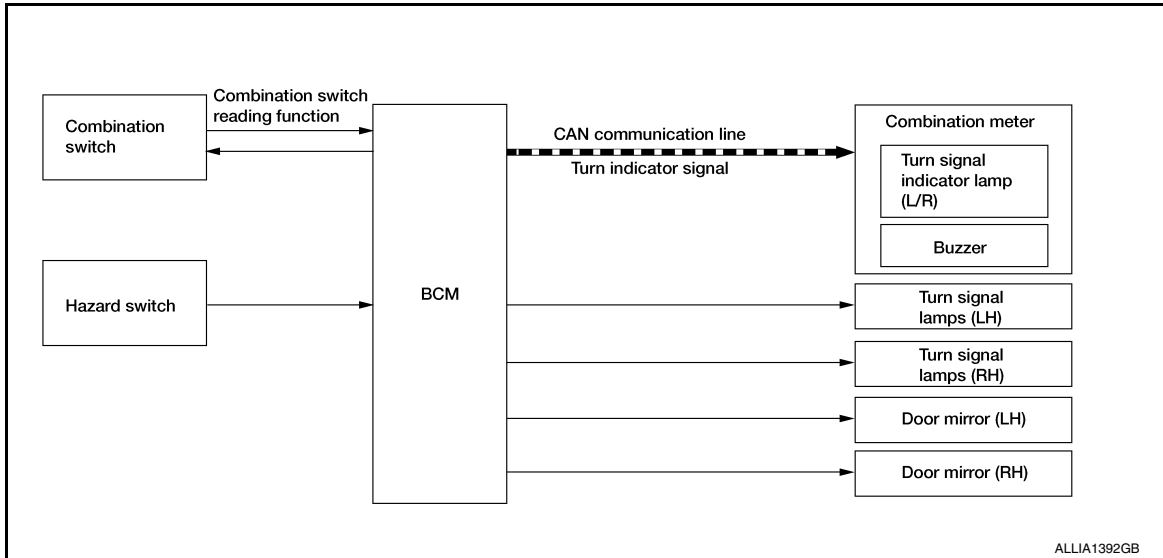 Combination switch
reading function
Combination
switch
Hazard switch
BCM
CAN communication line
Turn indicator signal
Combination meter
Turn signal
indicator lamp
(L/R)
Buzzer
Turn signal
lamps (LH)
Turn signal
lamps (RH)
Door mirror (LH)
Door mirror (RH)
ALLIA1392GB